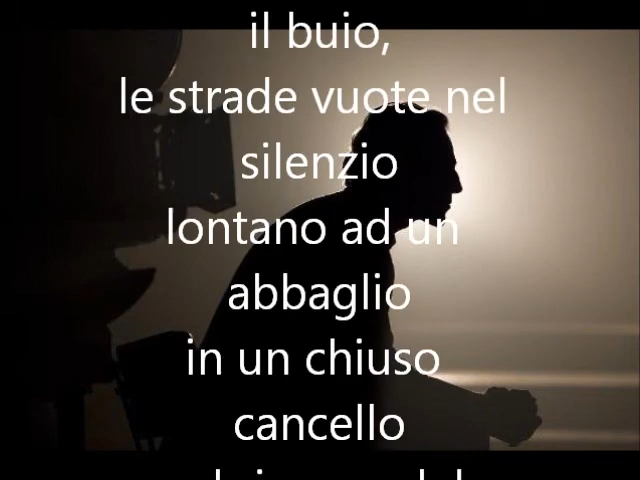 il buio,
le strade vuote nel
silenzio
lontano ad un
abbaglio
in un chiuso
cancello